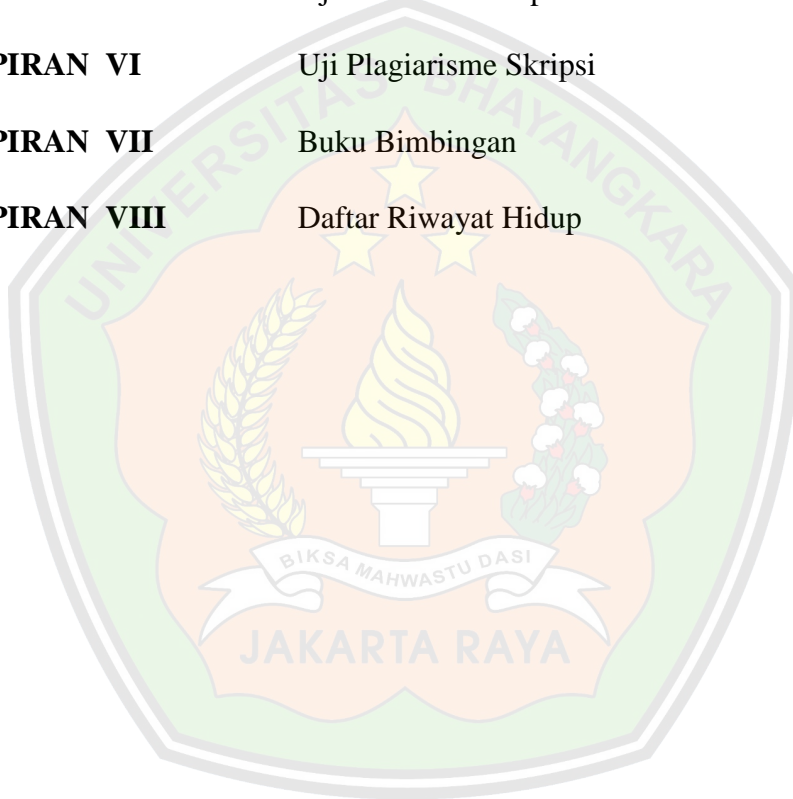 PIRAN VI Uji Plagiarisme Skripsi
PIRAN VII Buku Bimbingan
PIRAN VIII Daftar Riwayat Hidup
UNIVERSITAS BHAYANGKARA
BIKSA MAHWASTU DASI
JAKARTA RAYA